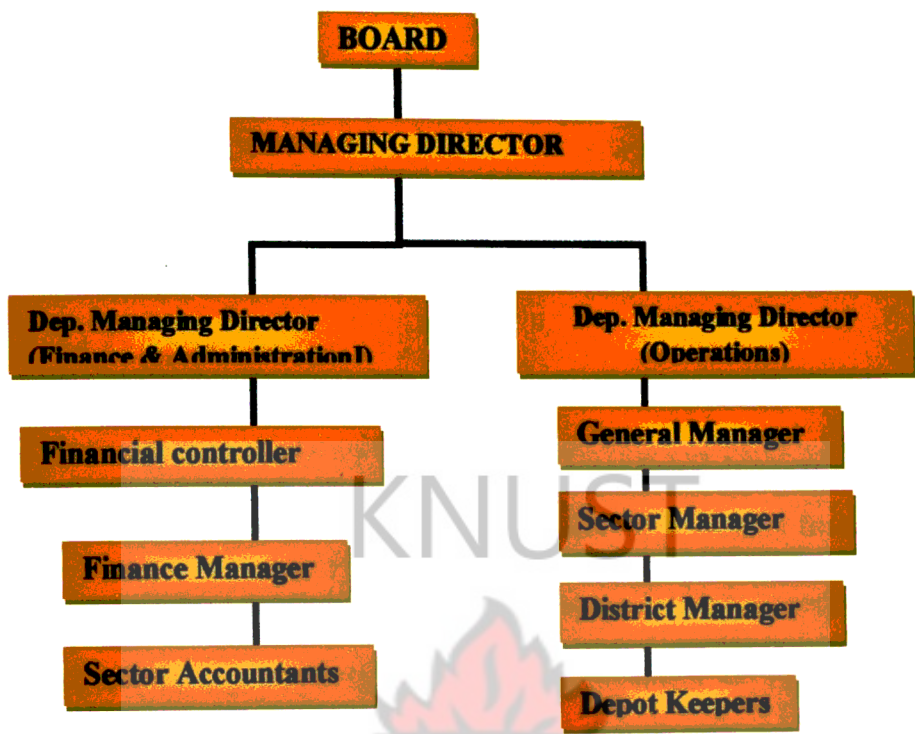 BOARD
MANAGING DIRECTOR
Dep. Managing Director
(Finance & AdministrationI)
Dep. Managing Director
(Operations)
Financial controller
General Manager
KNUST
Sector Manager
Finance Manager
District Manager
Sector Accountants
Depot Keepers